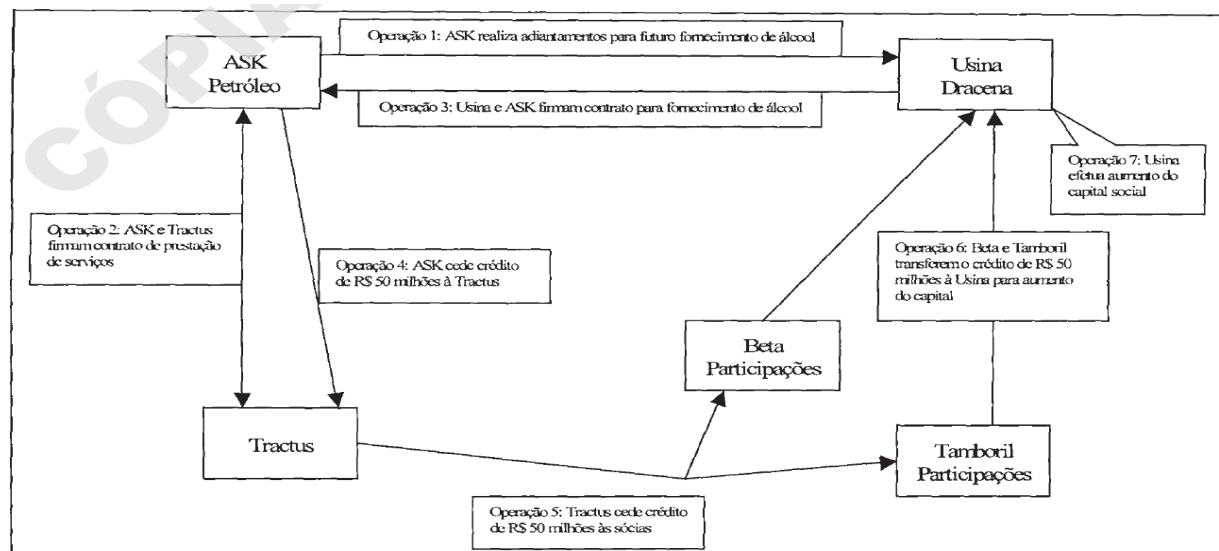 CÓPIA
Operação 1: ASK realiza adiantamentos para futuro fornecimento de álcool
ASK
Petróleo
Usina
Dracena
Operação 3: Usina e ASK firmam contrato para fornecimento de álcool
Operação 7: Usina
efetua aumento do
capital social
Operação 2: ASK e Tractus
firmam contrato de prestação
de serviços
Operação 4: ASK cede crédito
de R$ 50 milhões à Tractus
Operação 6: Beta e Tamboril
transferem o crédito de R$ 50
milhões à Usina para aumento
do capital
Beta
Participações
Tractus
Tamboril
Participações
Operação 5: Tractus cede crédito
de R$ 50 milhões às sócias